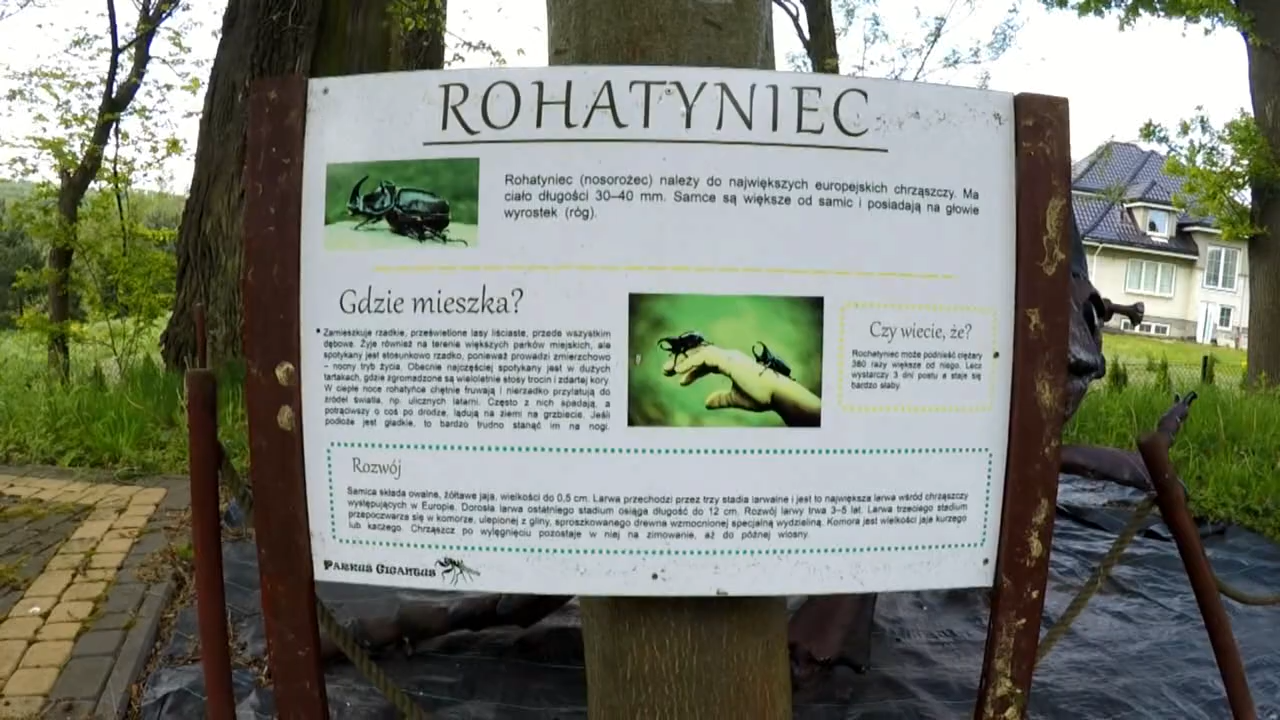 ROHATYNIEC
Rohatyniec (nosorożec) należy do największych europejskich chrząszczy. Ma
ciało długości 30–40 mm. Samce są większe od samic i posiadają na głowie
wyrostek (róg).
Gdzie mieszka?
Zamieszkuje rzadkie, prześwietlone lasy liściaste, przede wszystkim
dębowe. Żyje również na terenie większych parków miejskich, ale
spotykany jest stosunkowo rzadko, ponieważ prowadzi zmierzchowo
– nocny tryb życia. Obecnie najczęściej spotykany jest w dużych
tartakach, gdzie zgromadzone są wieloletnie stosy trocin i zdartej kory.
W ciepłe noce rohatyńce chętnie fruwają i nierzadko przylatują do
źródeł światła, np. ulicznych latarni. Często z nich spadają, a
potrąciwszy o coś po drodze, lądują na ziemi na grzbiecie. Jeśli
podłoże jest gładkie, to bardzo trudno stanąć im na nogi.
Czy wiecie, że?
Rochatyniec może podnieść ciężary
360 razy większe od niego. Lecz
wystarczy 3 dni postu a staje się
bardzo słaby.
Rozwój
Samica składa owalne, żółtawe jaja, wielkości do 0,5 cm. Larwa przechodzi przez trzy stadia larwalne i jest to największa larwa wśród chrząszczy
występujących w Europie. Dorosła larwa ostatniego stadium osiąga długość do 12 cm. Rozwój larwy trwa 3–5 lat. Larwa trzeciego stadium
przepoczwarza się w komorze, ulepionej z gliny, sproszkowanego drewna wzmocnionej specjalną wydzieliną. Komora jest wielkości jaja kurzego
lub kaczego. Chrząszcz po wylęgnięciu pozostaje w niej na zimowanie, aż do późnej wiosny.
PARKUS GIGANTUS